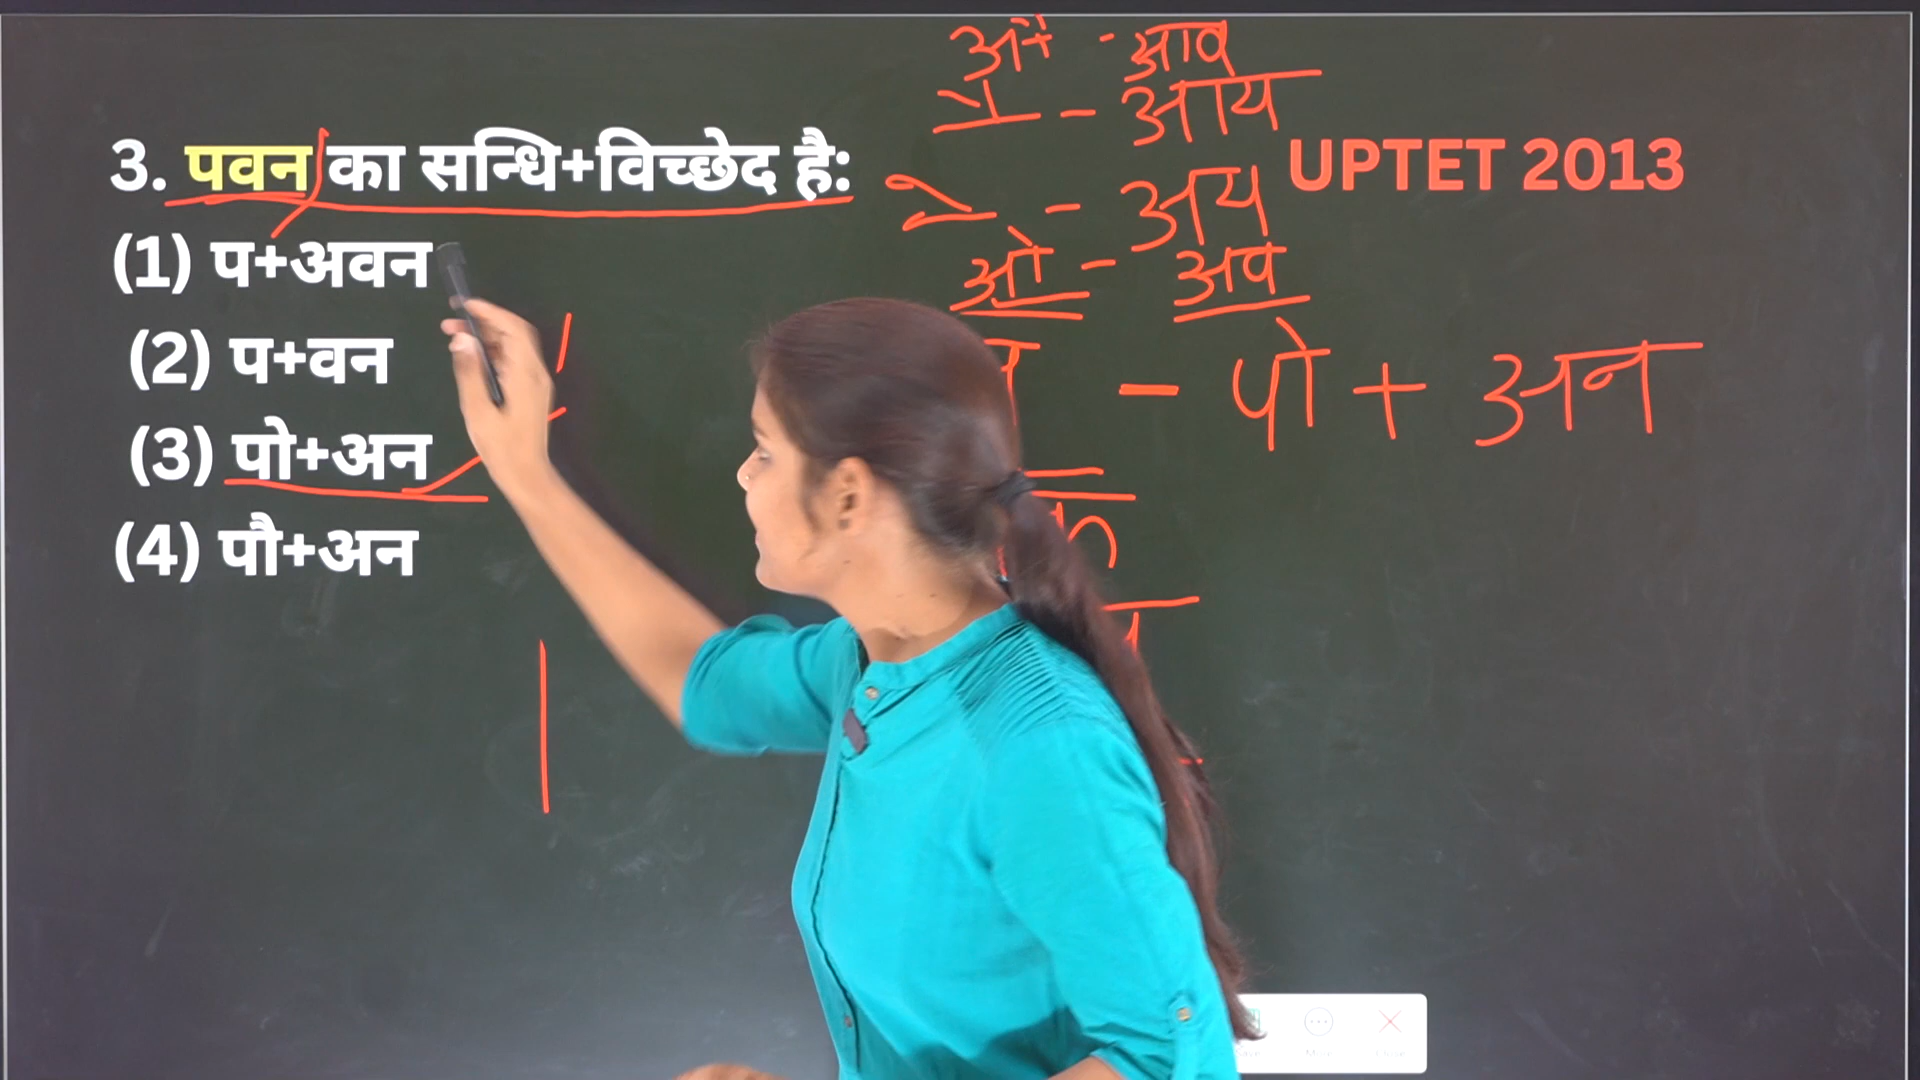 औ - आव
ऐ - आय
3. पवन का सन्धि+विच्छेद है:
UPTET 2013
ए - अय
(1) प+अवन
ओ - अव
(2) प+वन
- पो + अन
(3) पो+अन
(4) पौ+अन